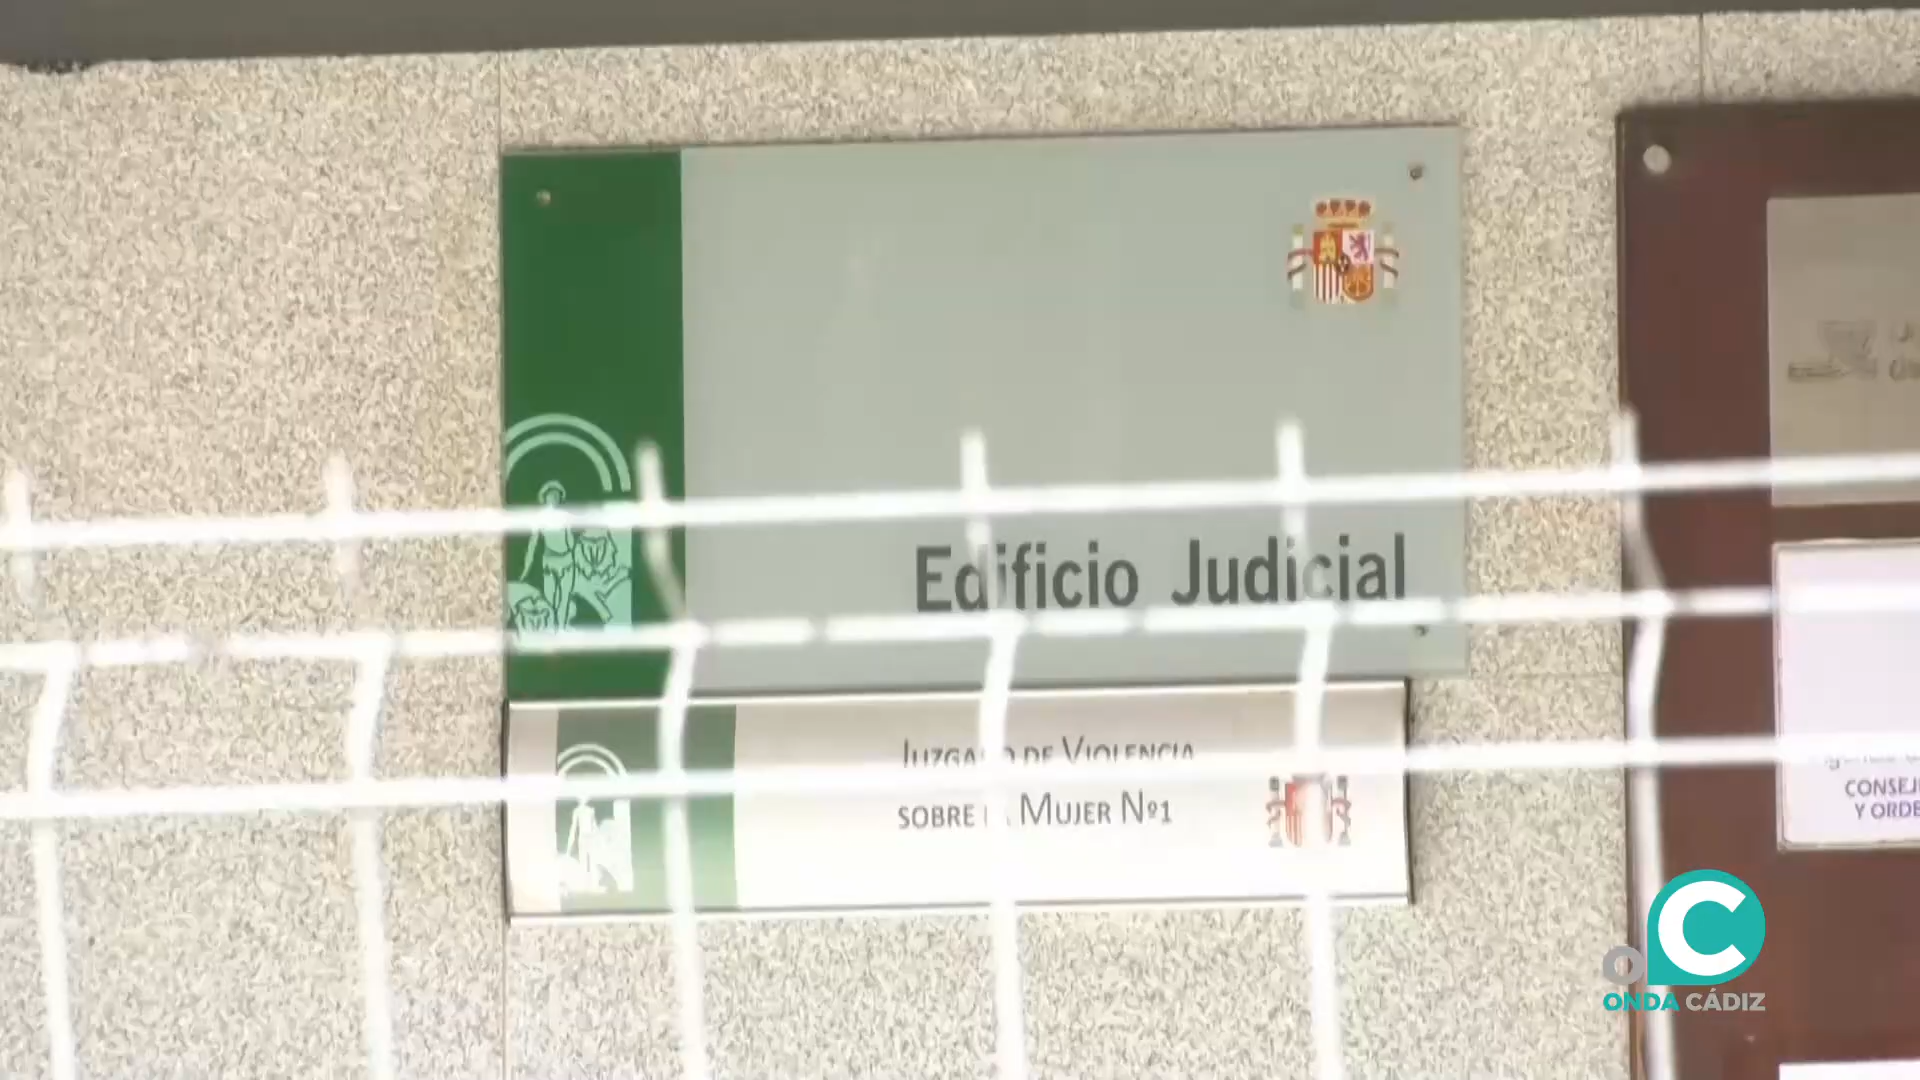 Edificio Judicial
JUZGADO DE VIOLENCIA
SOBRE LA MUJER Nº1
CONSEJ
Y ORDE
ONDA CÁDIZ